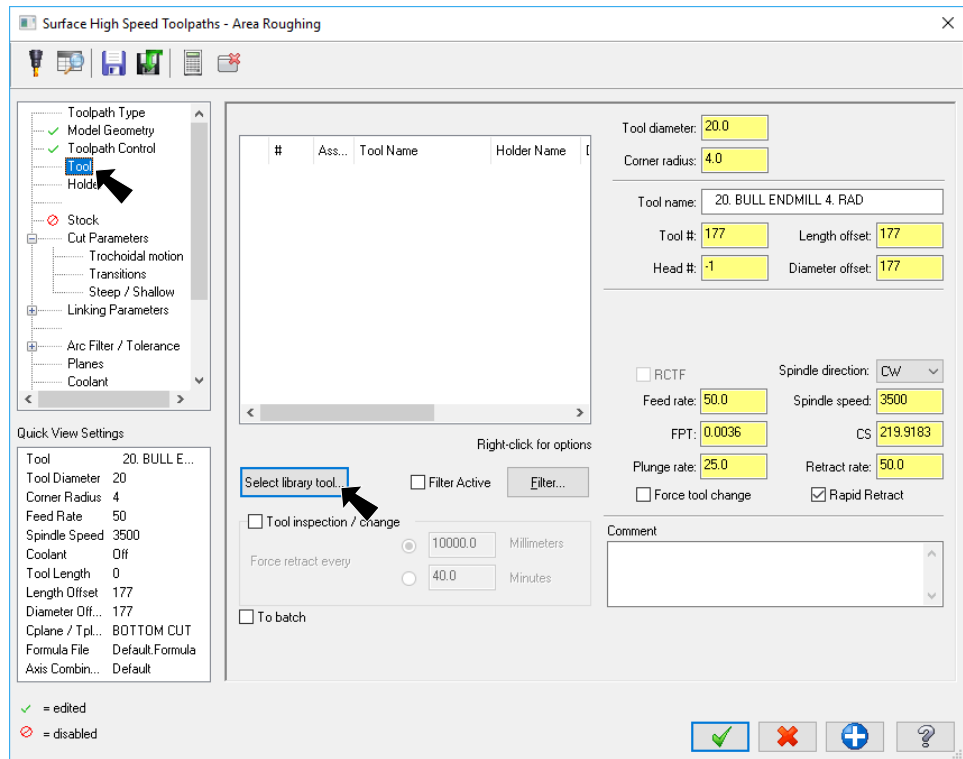 Surface High Speed Toolpaths - Area Roughing
Toolpath Type
Model Geometry
Toolpath Control
Tool
Holde
Stock
Cut Parameters
Trochoidal motion
Transitions
Steep / Shallow
Linking Parameters
Arc Filter / Tolerance
Planes
Coolant
Quick View Settings
Tool 20. BULL E...
Tool Diameter 20
Corner Radius 4
Feed Rate 50
Spindle Speed 3500
Coolant Off
Tool Length 0
Length Offset 177
Diameter Off... 177
Cplane / Tpl... BOTTOM CUT
Formula File Default.Formula
Axis Combin... Default
= edited
= disabled
# Ass... Tool Name Holder Name D
Right-click for options
Select library tool... Filter Active Filter...
Tool inspection / change
Force retract every
10000.0 Millimeters
40.0 Minutes
To batch
Tool diameter: 20.0
Corner radius: 4.0
Tool name: 20. BULL ENDMILL 4. RAD
Tool #: 177 Length offset: 177
Head #: -1 Diameter offset: 177
RCTF Spindle direction: CW
Feed rate: 50.0 Spindle speed: 3500
FPT: 0.0036 CS 219.9183
Plunge rate: 25.0 Retract rate: 50.0
Force tool change Rapid Retract
Comment